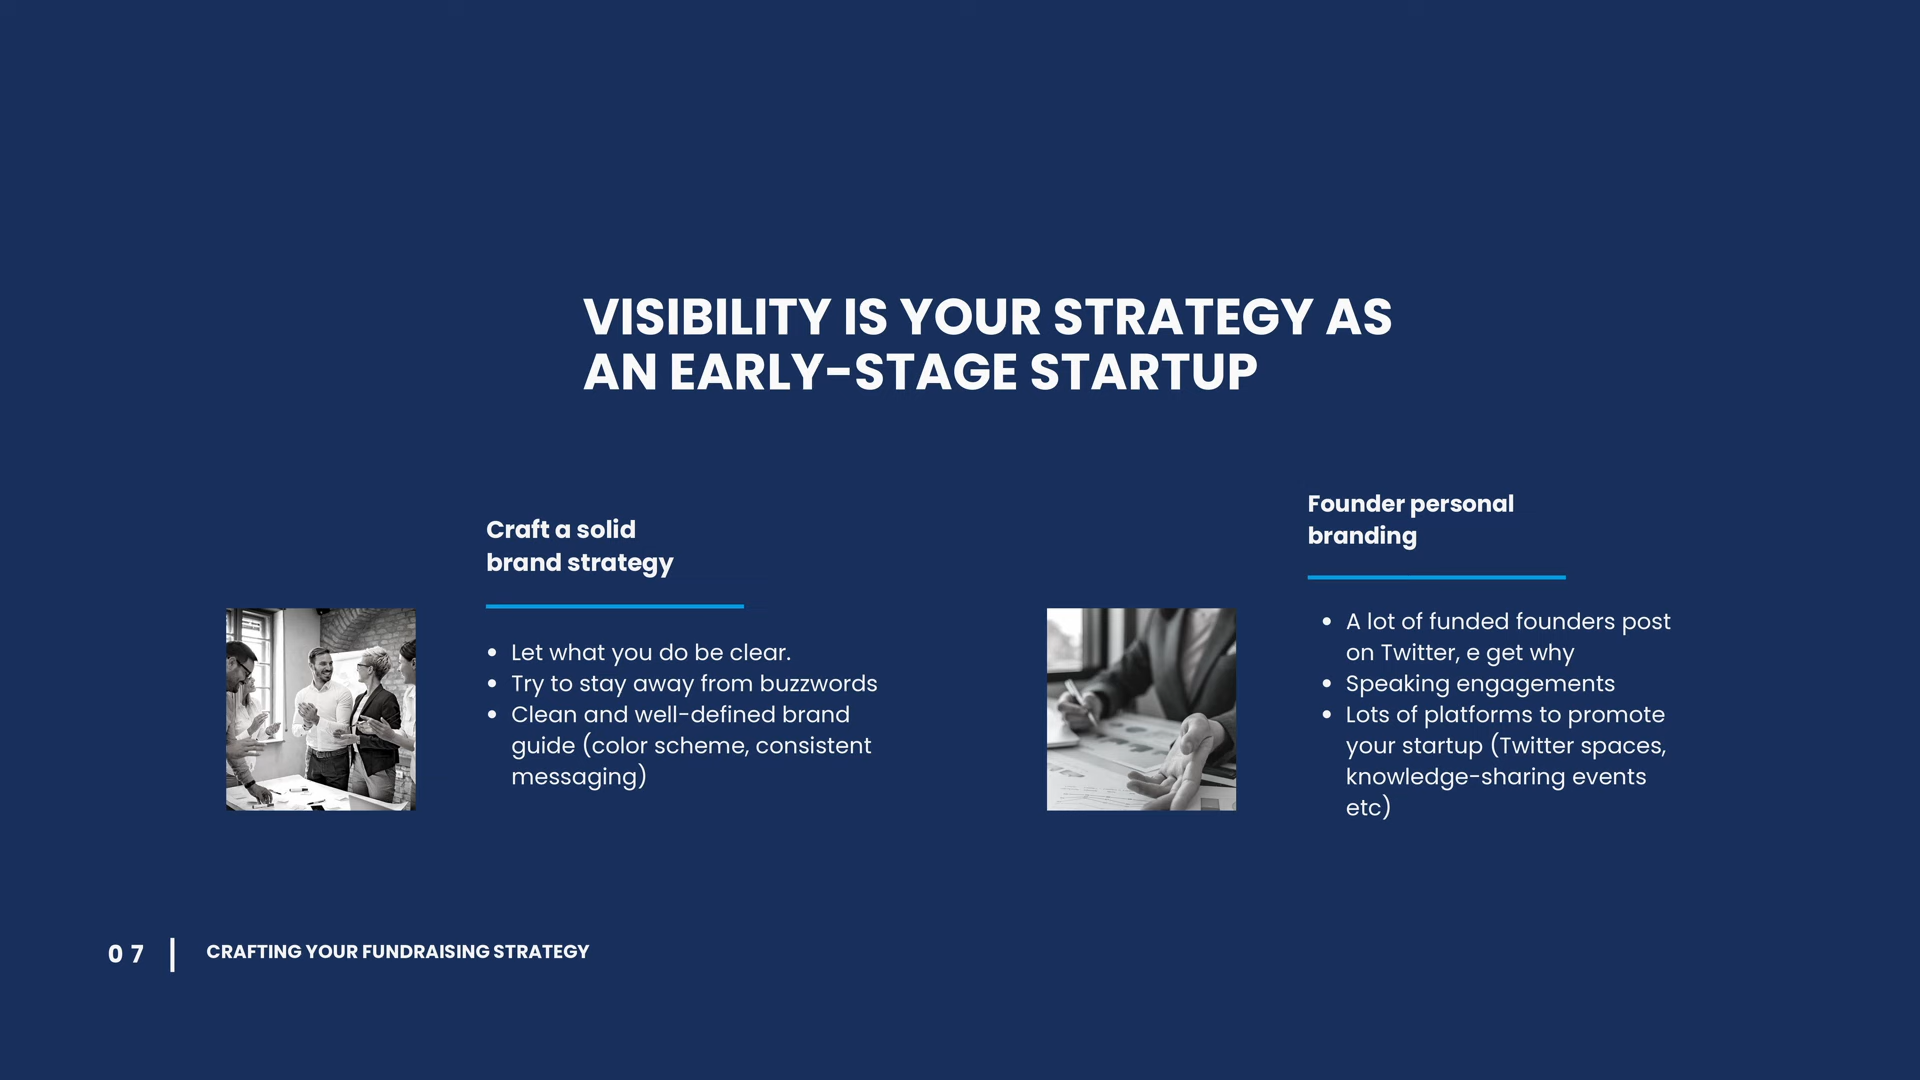 VISIBILITY IS YOUR STRATEGY AS
AN EARLY-STAGE STARTUP
Craft a solid
brand strategy
• Let what you do be clear.
• Try to stay away from buzzwords
• Clean and well-defined brand
guide (color scheme, consistent
messaging)
Founder personal
branding
• A lot of funded founders post
on Twitter, e get why
• Speaking engagements
• Lots of platforms to promote
your startup (Twitter spaces,
knowledge-sharing events
etc)
07 | CRAFTING YOUR FUNDRAISING STRATEGY